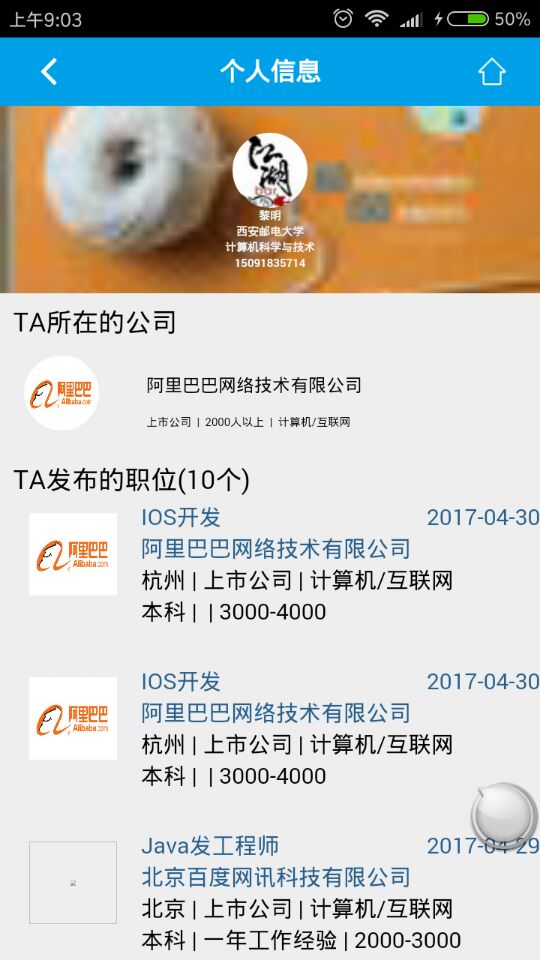 上午9:03
50%
个人信息
江湖
bar
黎明
西安邮电大学
计算机科学与技术
15091835714
TA所在的公司
阿里巴巴
Alibaba.com
阿里巴巴网络技术有限公司
上市公司 | 2000人以上 | 计算机/互联网
TA发布的职位(10个)
IOS开发 2017-04-30
阿里巴巴
Alibaba.com
阿里巴巴网络技术有限公司
杭州 | 上市公司 | 计算机/互联网
本科 | | 3000-4000
IOS开发 2017-04-30
阿里巴巴
Alibaba.com
阿里巴巴网络技术有限公司
杭州 | 上市公司 | 计算机/互联网
本科 | | 3000-4000
Java发工程师 2017-04-29
北京百度网讯科技有限公司
北京 | 上市公司 | 计算机/互联网
本科 | 一年工作经验 | 2000-3000